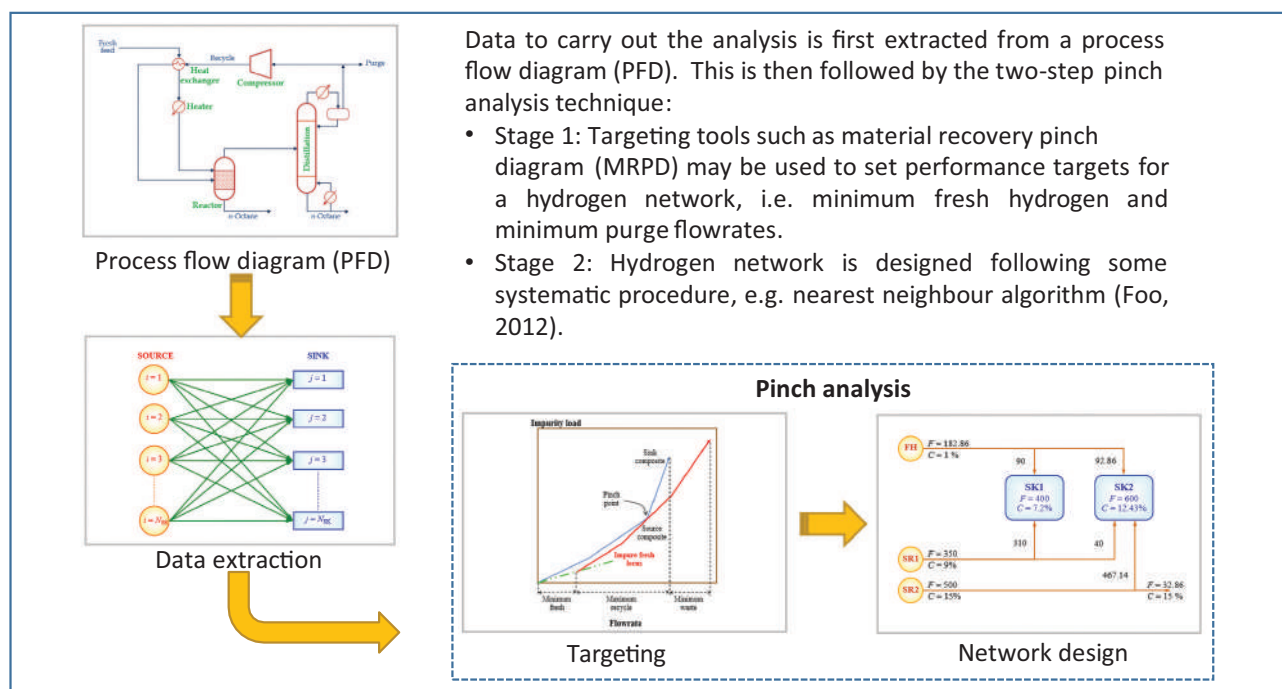 Fresh
feed
Recycle
Purge
Heat
exchanger
Compressor
Heater
Distillation
Reactor
n-Octane
n-Octane
Process flow diagram (PFD)
Data to carry out the analysis is first extracted from a process
flow diagram (PFD). This is then followed by the two-step pinch
analysis technique:
• Stage 1: Targeting tools such as material recovery pinch
diagram (MRPD) may be used to set performance targets for
a hydrogen network, i.e. minimum fresh hydrogen and
minimum purge flowrates.
• Stage 2: Hydrogen network is designed following some
systematic procedure, e.g. nearest neighbour algorithm (Foo,
2012).
SOURCE
SINK
i = 1
j = 1
i = 2
j = 2
i = 3
j = 3
i = NSR
j = NSK
Data extraction
Pinch analysis
Impurity load
Sink
composite
Pinch
point
Source
composite
Impure fresh
locus
Minimum
fresh
Maximum
recycle
Minimum
waste
Flowrate
Targeting
FH
F = 182.86
C = 1 %
90
92.86
SK1
F = 400
C = 7.2%
SK2
F = 600
C = 12.43%
310
40
SR1
F = 350
C = 9%
467.14
SR2
F = 500
C = 15%
F = 32.86
C = 15 %
Network design